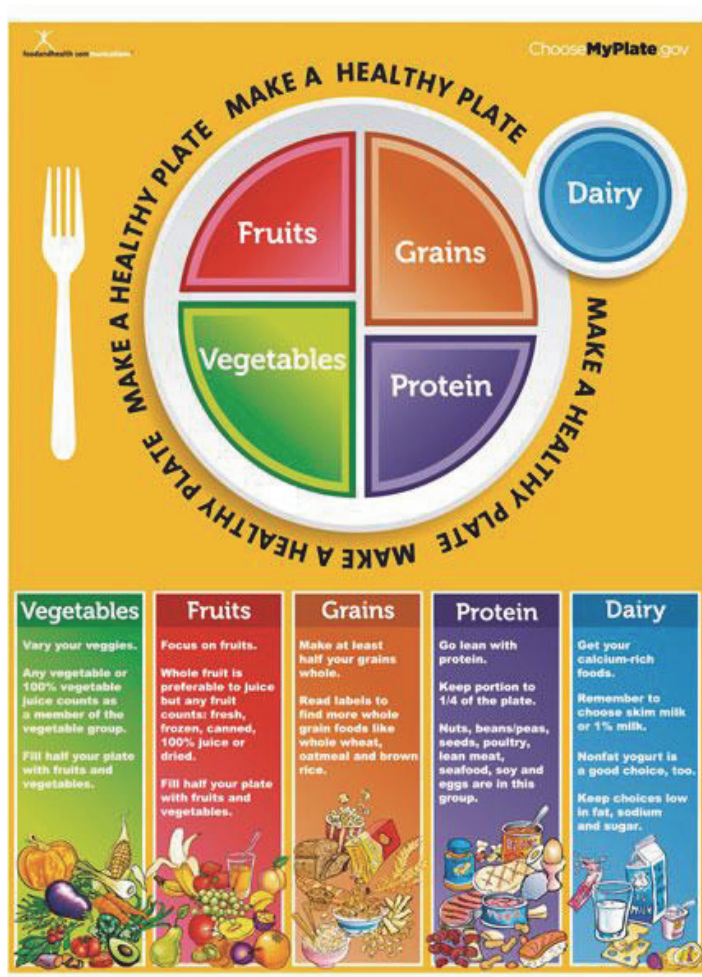 foodandhealth communications
ChooseMyPlate.gov
MAKE A HEALTHY PLATE
MAKE A HEALTHY PLATE
MAKE A HEALTHY PLATE
MAKE A HEALTHY PLATE
Fruits
Grains
Dairy
Vegetables
Protein
Vegetables
Vary your veggies.
Any vegetable or
100% vegetable
juice counts as
a member of the
vegetable group.
Fill half your plate
with fruits and
vegetables.
Fruits
Focus on fruits.
Whole fruit is
preferable to juice
but any fruit
counts: fresh,
frozen, canned,
100% juice or
dried.
Fill half your plate
with fruits and
vegetables.
Grains
Make at least
half your grains
whole.
Read labels to
find more whole
grain foods like
whole wheat,
oatmeal and brown
rice.
Protein
Go lean with
protein.
Keep portion to
1/4 of the plate.
Nuts, beans/peas,
seeds, poultry,
lean meat,
seafood, soy and
eggs are in this
group.
Dairy
Get your
calcium-rich
foods.
Remember to
choose skim milk
or 1% milk.
Nonfat yogurt is
a good choice, too.
Keep choices low
in fat, sodium
and sugar.
MILK